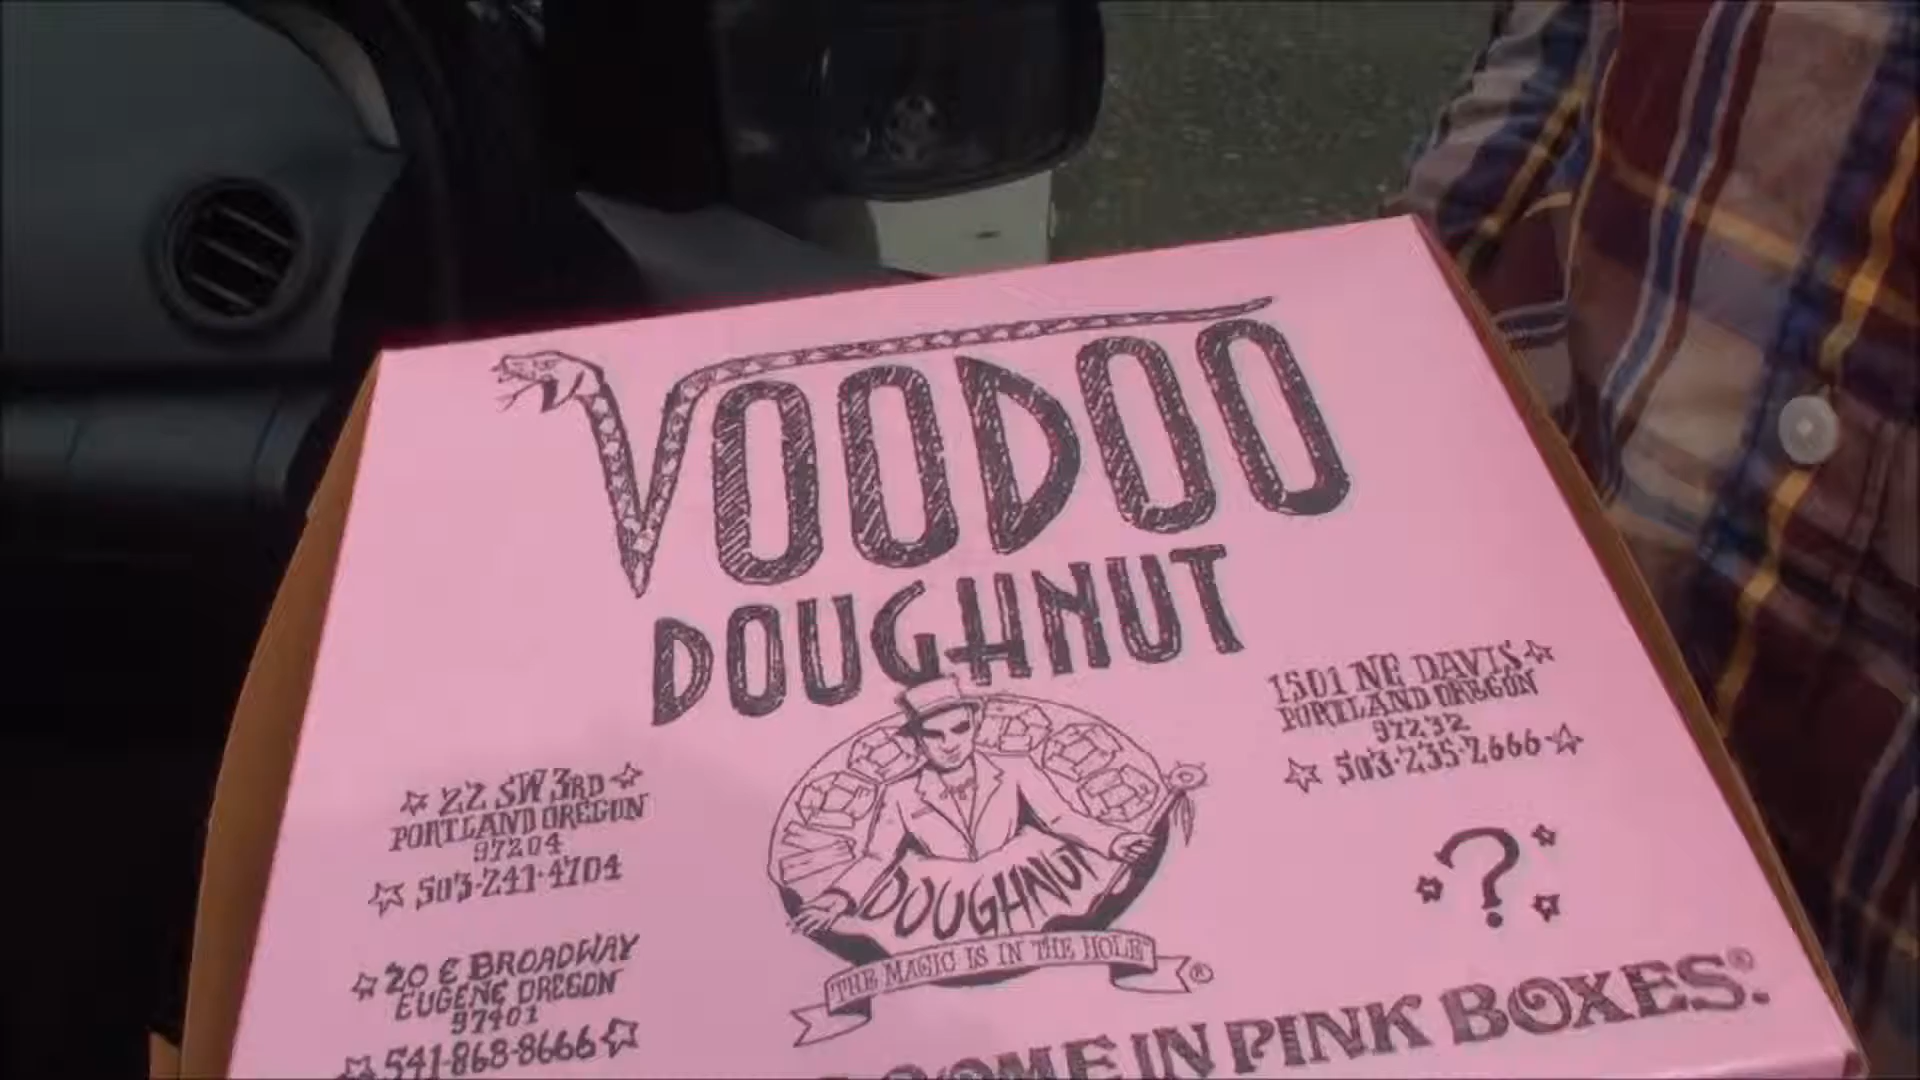 VOODOO
DOUGHNUT
22 SW 3RD
PORTLAND OREGON
97204
503·241·4704
20 E BROADWAY
EUGENE OREGON
97401
541·868·8666
1501 NE DAVIS
PORTLAND OREGON
97232
503·235·2666
?
DOUGHNUT
THE MAGIC IS IN THE HOLE
®
COME IN PINK BOXES.®